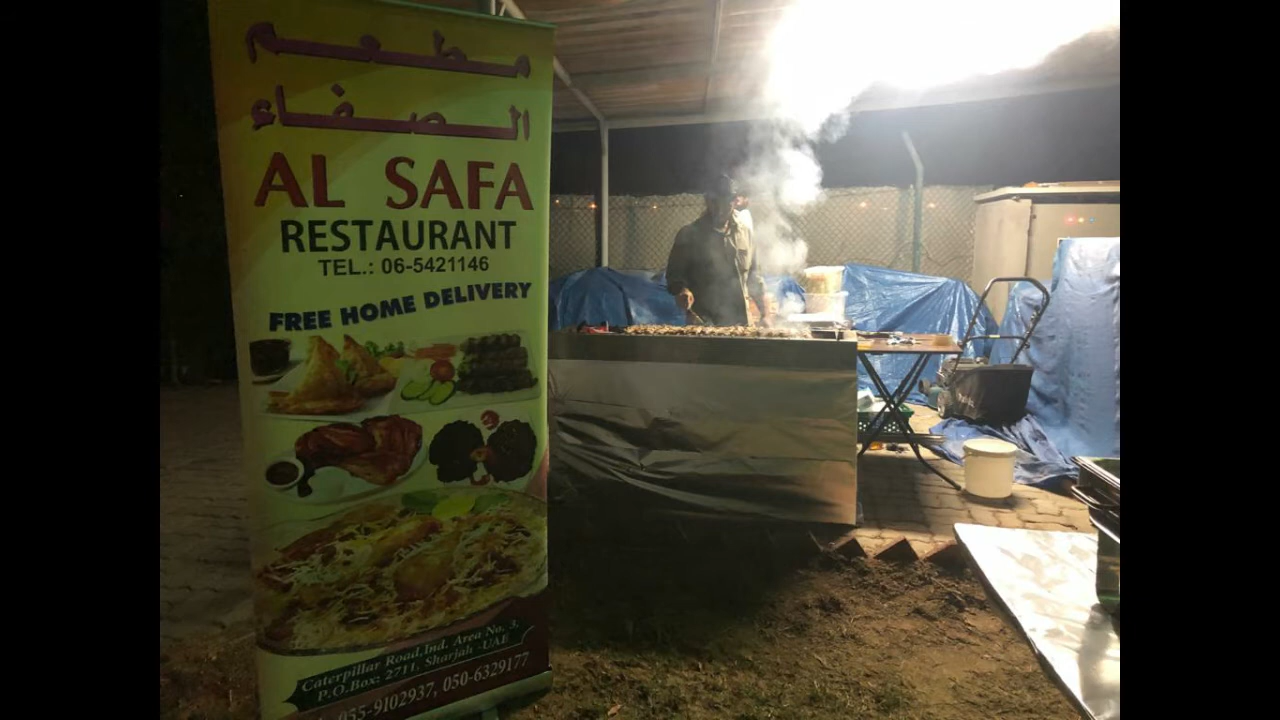 مطعم
الصفاء
AL SAFA
RESTAURANT
TEL.: 06-5421146
FREE HOME DELIVERY
Caterpillar Road,Ind. Area No. 3,
P.O.Box: 2711, Sharjah -UAE
055-9102937, 050-6329177